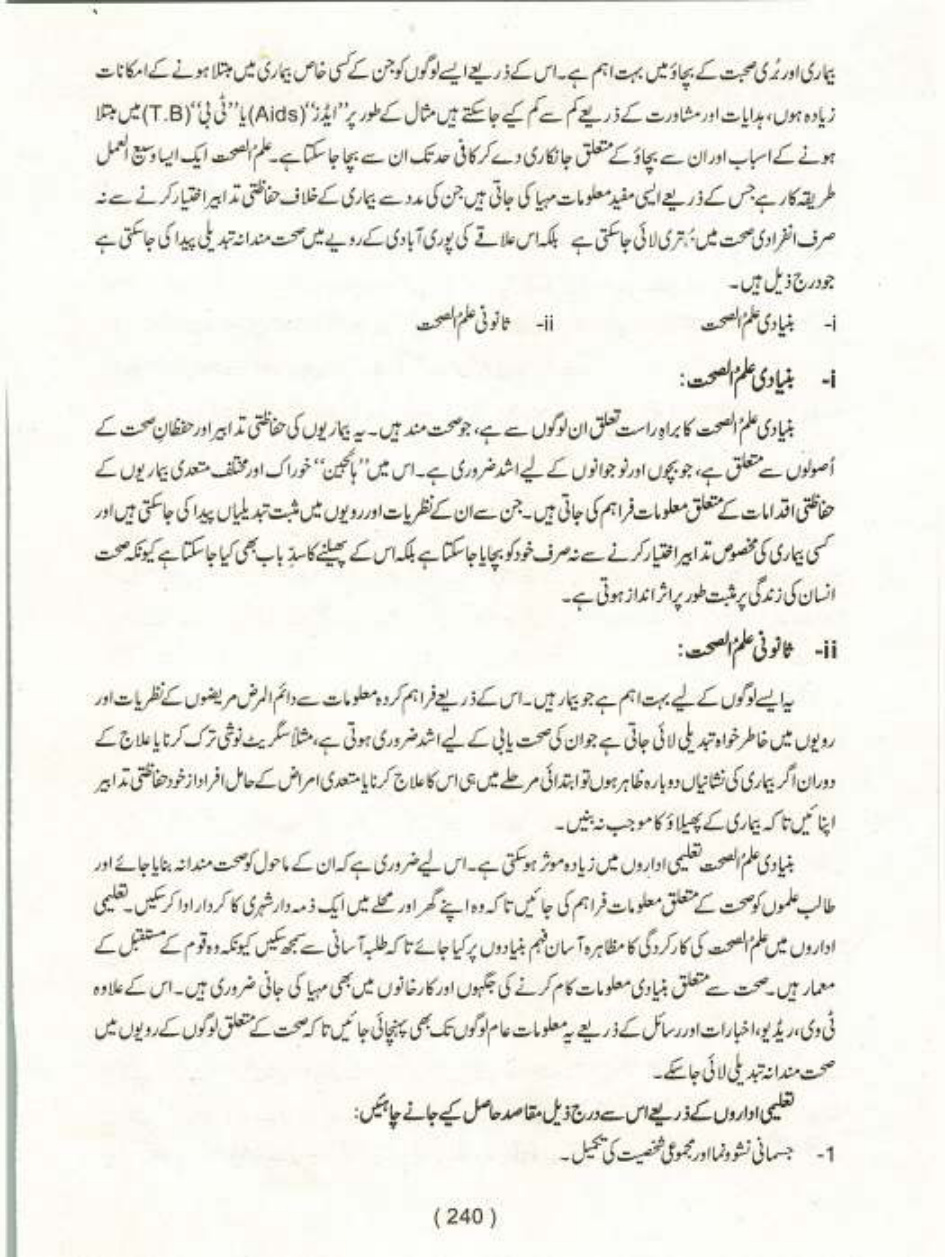 بیماری اور بُری صحبت کے بچاؤ میں بہت اہم ہے۔ اس کے ذریعے ایسے لوگوں کو جن کے کسی خاص بیماری میں مبتلا ہونے کے امکانات
زیادہ ہوں، ہدایات اور مشاورت کے ذریعے کم سے کم کیے جا سکتے ہیں مثال کے طور پر ’’ایڈز‘‘ (Aids) یا ’’ٹی بی‘‘ (T.B) میں مبتلا
ہونے کے اسباب اور ان سے بچاؤ کے متعلق جانکاری دے کر کافی حد تک ان سے بچا جا سکتا ہے۔ علمُ الصحت ایک ایسا وسیع العمل
طریقہ کار ہے جس کے ذریعے ایسی مفید معلومات مہیا کی جاتی ہیں جن کی مدد سے بیماری کے خلاف حفاظتی تدابیر اختیار کرنے سے نہ
صرف انفرادی صحت میں بہتری لائی جا سکتی ہے بلکہ اس علاقے کی پوری آبادی کے رویے میں صحت مندانہ تبدیلی پیدا کی جا سکتی ہے
جو درج ذیل ہیں۔
i- بنیادی علمُ الصحت ii- ثانونی علمُ الصحت
i- بنیادی علمُ الصحت:
بنیادی علمُ الصحت کا براہِ راست تعلق ان لوگوں سے ہے، جو صحت مند ہیں۔ یہ بیماریوں کی حفاظتی تدابیر اور حفظانِ صحت کے
اُصولوں سے متعلق ہے، جو بچوں اور نوجوانوں کے لیے اشد ضروری ہے۔ اس میں ’’ہائجین‘‘ خوراک اور مختلف متعدی بیماریوں کے
حفاظتی اقدامات کے متعلق معلومات فراہم کی جاتی ہیں۔ جن سے ان کے نظریات اور رویوں میں مثبت تبدیلیاں پیدا کی جا سکتی ہیں اور
کسی بیماری کی مخصوص تدابیر اختیار کرنے سے نہ صرف خود کو بچایا جا سکتا ہے بلکہ اس کے پھیلنے کا سدِ باب بھی کیا جا سکتا ہے کیونکہ صحت
انسان کی زندگی پر مثبت طور پر اثر انداز ہوتی ہے۔
ii- ثانونی علمُ الصحت:
یہ ایسے لوگوں کے لیے بہت اہم ہے جو بیمار ہیں۔ اس کے ذریعے فراہم کردہ معلومات سے دائم المرض مریضوں کے نظریات اور
رویوں میں خاطر خواہ تبدیلی لائی جاتی ہے جو ان کی صحت یابی کے لیے اشد ضروری ہوتی ہے، مثلاً سگریٹ نوشی ترک کرنا یا علاج کے
دوران اگر بیماری کی نشانیاں دوبارہ ظاہر ہوں تو ابتدائی مرحلے میں ہی اس کا علاج کرنا یا متعدی امراض کے حامل افراد از خود حفاظتی تدابیر
اپنائیں تاکہ بیماری کے پھیلاؤ کا موجب نہ بنیں۔
بنیادی علمُ الصحت تعلیمی اداروں میں زیادہ موثر ہو سکتی ہے۔ اس لیے ضروری ہے کہ ان کے ماحول کو صحت مندانہ بنایا جائے اور
طالب علموں کو صحت کے متعلق معلومات فراہم کی جائیں تاکہ وہ اپنے گھر اور محلے میں ایک ذمہ دار شہری کا کردار ادا کر سکیں۔ تعلیمی
اداروں میں علمُ الصحت کی کارکردگی کا مظاہرہ آسان فہم بنیادوں پر کیا جائے تاکہ طلبہ آسانی سے سمجھ سکیں کیونکہ وہ قوم کے مستقبل کے
معمار ہیں۔ صحت سے متعلق بنیادی معلومات کام کرنے کی جگہوں اور کارخانوں میں بھی مہیا کی جانی ضروری ہیں۔ اس کے علاوہ
ٹی وی، ریڈیو، اخبارات اور رسائل کے ذریعے یہ معلومات عام لوگوں تک بھی پہنچائی جائیں تاکہ صحت کے متعلق لوگوں کے رویوں میں
صحت مندانہ تبدیلی لائی جا سکے۔
تعلیمی اداروں کے ذریعے اس سے درج ذیل مقاصد حاصل کیے جانے چاہئیں:
1- جسمانی نشوونما اور مجموعی شخصیت کی تکمیل۔
( 240 )